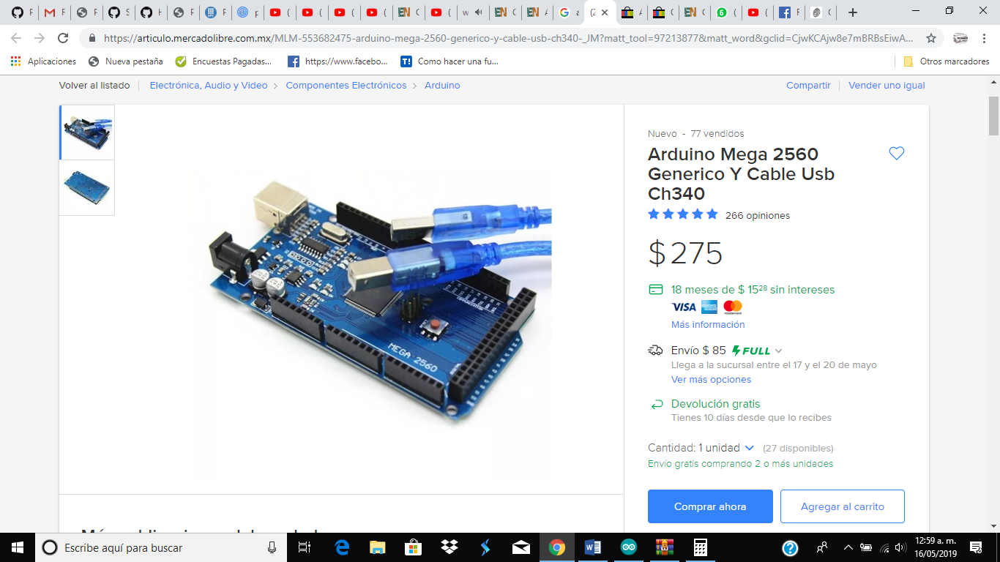 https://articulo.mercadolibre.com.mx/MLM-553682475-arduino-mega-2560-generico-y-cable-usb-ch340-_JM?matt_tool=97213877&matt_word&gclid=CjwKCAjw8e7mBRBsEiwA...
Aplicaciones
Nueva pestaña
Encuestas Pagadas...
https://www.facebo...
Como hacer una fu...
Otros marcadores
Volver al listado
Electrónica, Audio y Video > Componentes Electrónicos > Arduino
Compartir
Vender uno igual
MEGA 2560
Nuevo - 77 vendidos
Arduino Mega 2560
Generico Y Cable Usb
Ch340
266 opiniones
$ 275
18 meses de $ 15²⁸ sin intereses
VISA
Más información
Envío $ 85 FULL
Llega a la sucursal entre el 17 y el 20 de mayo
Ver más opciones
Devolución gratis
Tienes 10 días desde que lo recibes
Cantidad: 1 unidad (27 disponibles)
Envío gratis comprando 2 o más unidades
Comprar ahora
Agregar al carrito
Escribe aquí para buscar
12:59 a. m.
16/05/2019